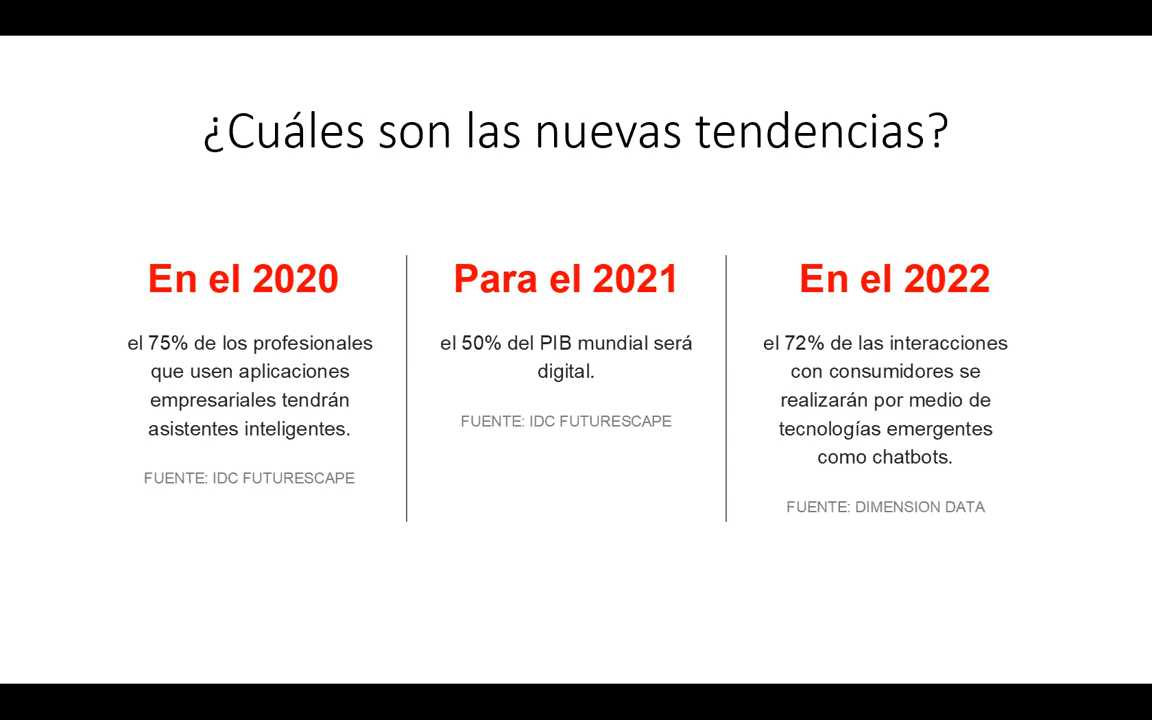 ¿Cuáles son las nuevas tendencias?
En el 2020
el 75% de los profesionales
que usen aplicaciones
empresariales tendrán
asistentes inteligentes.
FUENTE: IDC FUTURESCAPE
Para el 2021
el 50% del PIB mundial será
digital.
FUENTE: IDC FUTURESCAPE
En el 2022
el 72% de las interacciones
con consumidores se
realizarán por medio de
tecnologías emergentes
como chatbots.
FUENTE: DIMENSION DATA